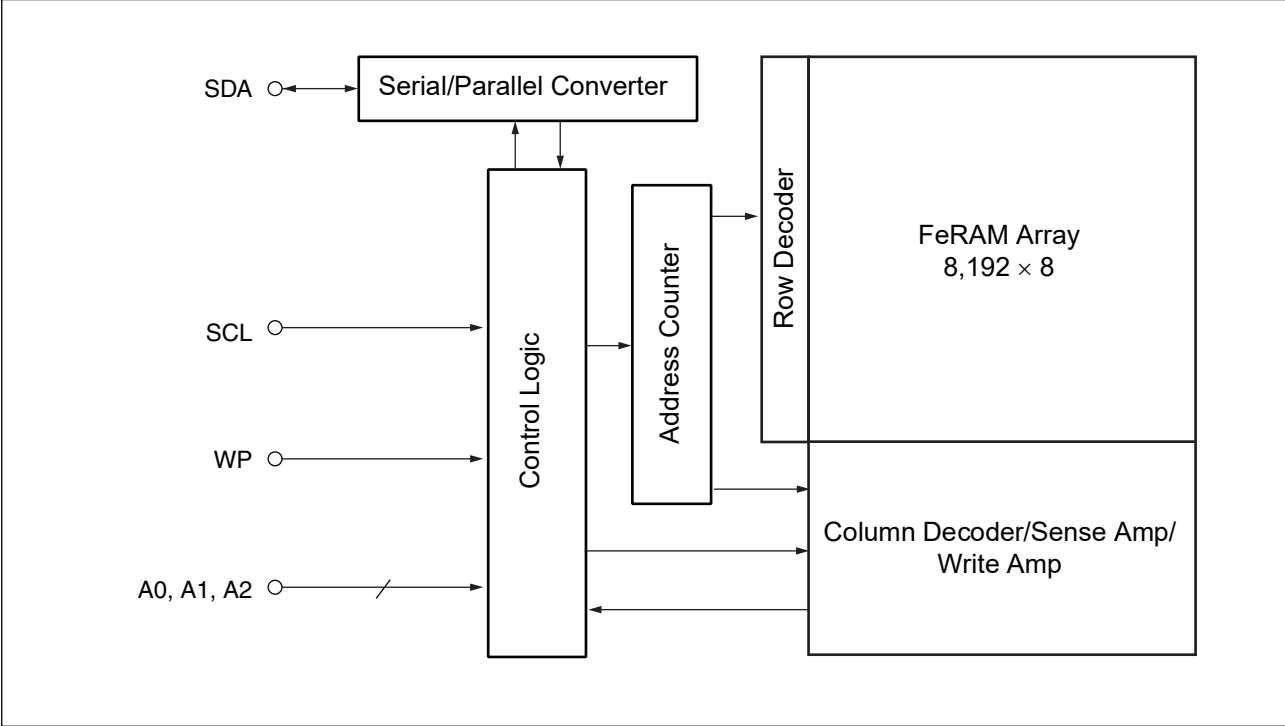 SDA
Serial/Parallel Converter
SCL
WP
A0, A1, A2
Control Logic
Address Counter
Row Decoder
FeRAM Array
8,192 × 8
Column Decoder/Sense Amp/
Write Amp